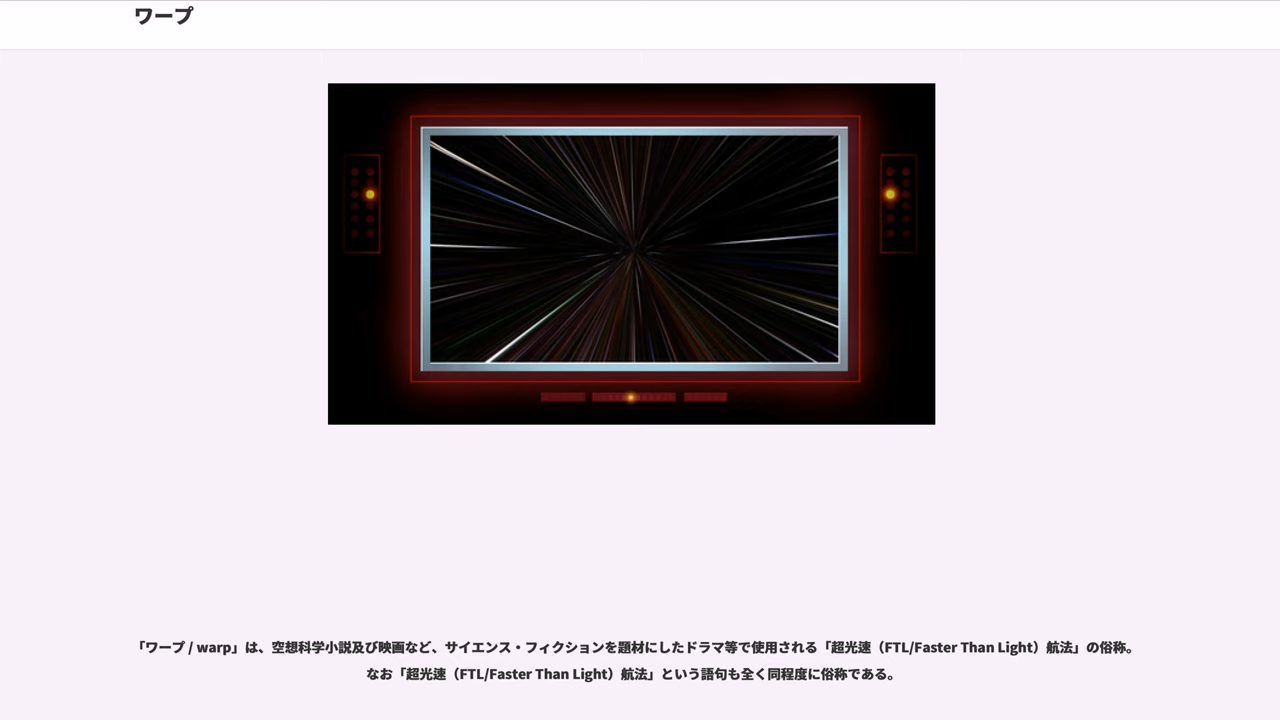 ワープ
「ワープ / warp」は、空想科学小説及び映画など、サイエンス・フィクションを題材にしたドラマ等で使用される「超光速（FTL/Faster Than Light）航法」の俗称。
なお「超光速（FTL/Faster Than Light）航法」という語句も全く同程度に俗称である。